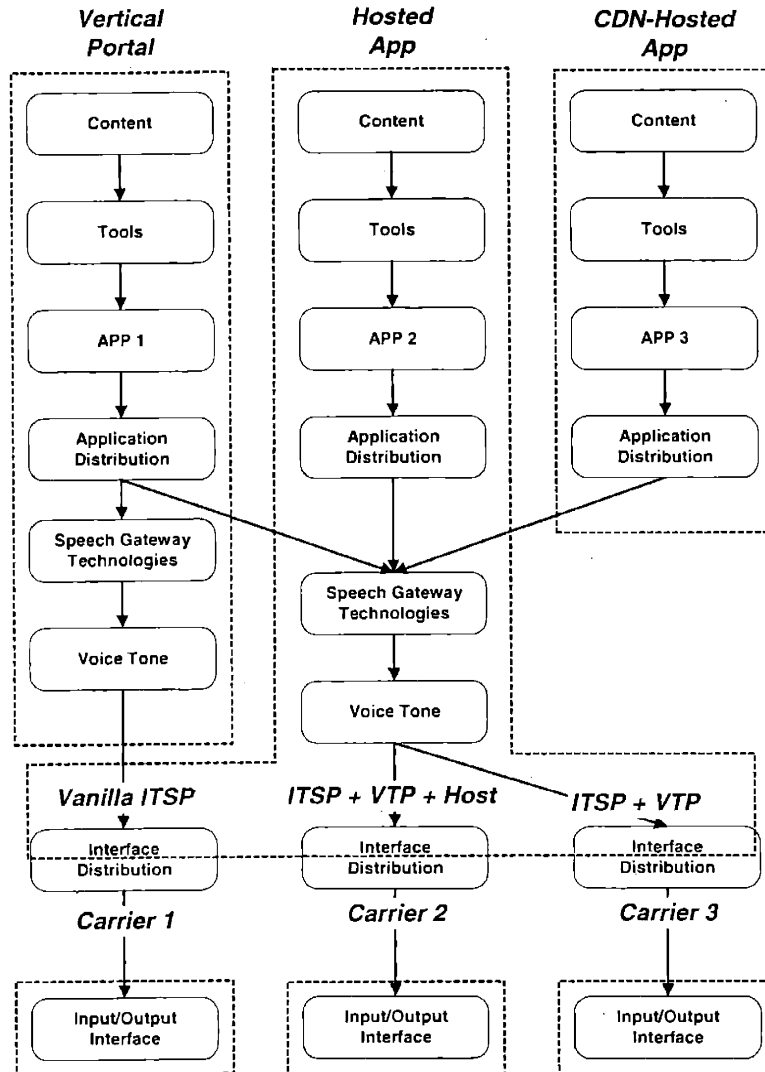 Vertical
Portal
Hosted
App
CDN-Hosted
App
Content
Content
Content
Tools
Tools
Tools
APP 1
APP 2
APP 3
Application
Distribution
Application
Distribution
Application
Distribution
Speech Gateway
Technologies
Speech Gateway
Technologies
Voice Tone
Voice Tone
Vanilla ITSP
ITSP + VTP + Host
ITSP + VTP
Interface
Distribution
Interface
Distribution
Interface
Distribution
Carrier 1
Carrier 2
Carrier 3
Input/Output
Interface
Input/Output
Interface
Input/Output
Interface